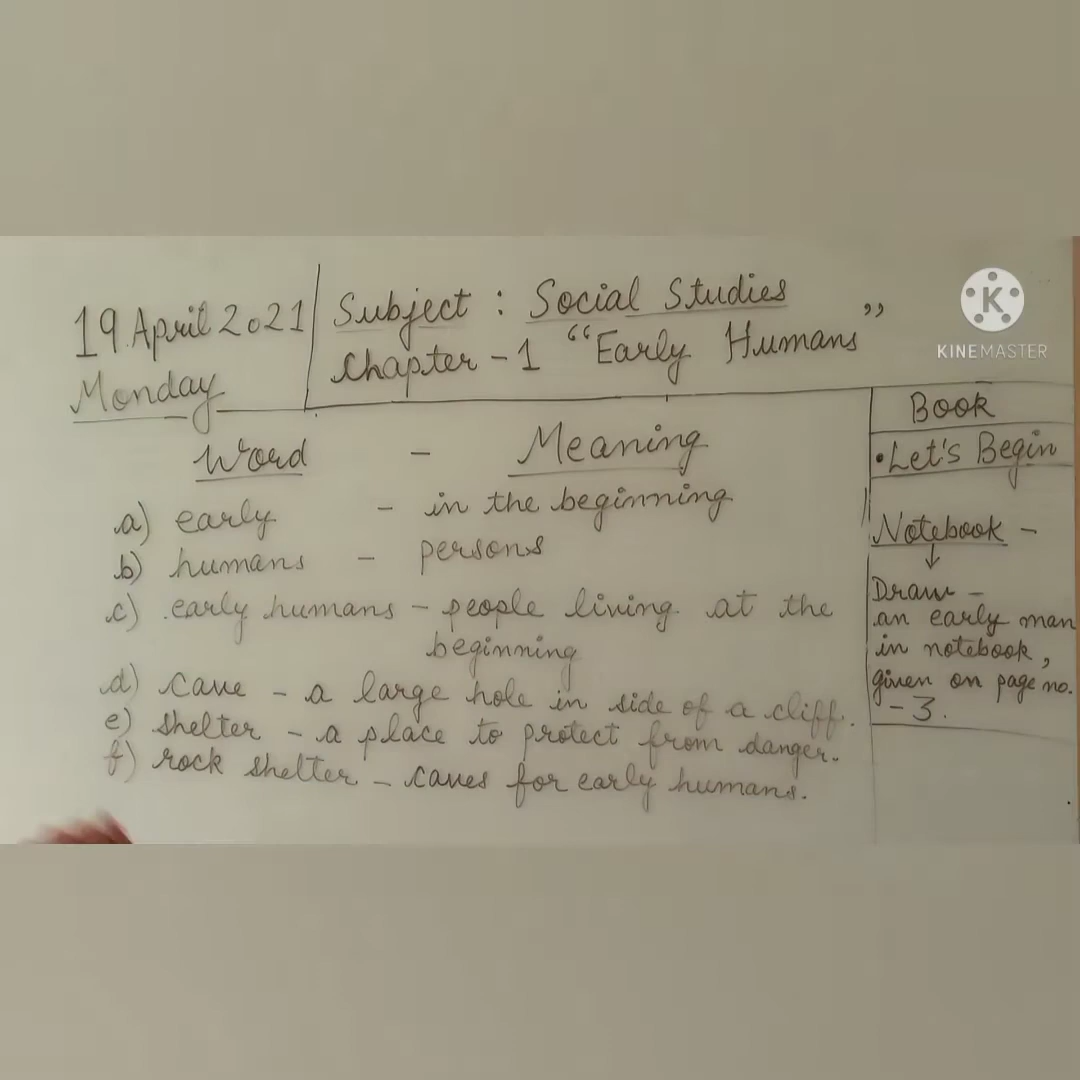 19 April 2021
Monday
Subject : Social Studies
Chapter - 1 "Early Humans"
KINEMASTER
Word - Meaning
a) early - in the beginning
b) humans - persons
c) early humans - people living at the
beginning
d) cave - a large hole in side of a cliff.
e) shelter - a place to protect from danger.
f) rock shelter - caves for early humans.
Book
• Let's Begin
Notebook -
↓
Draw -
an early man
in notebook,
given on page no.
- 3.